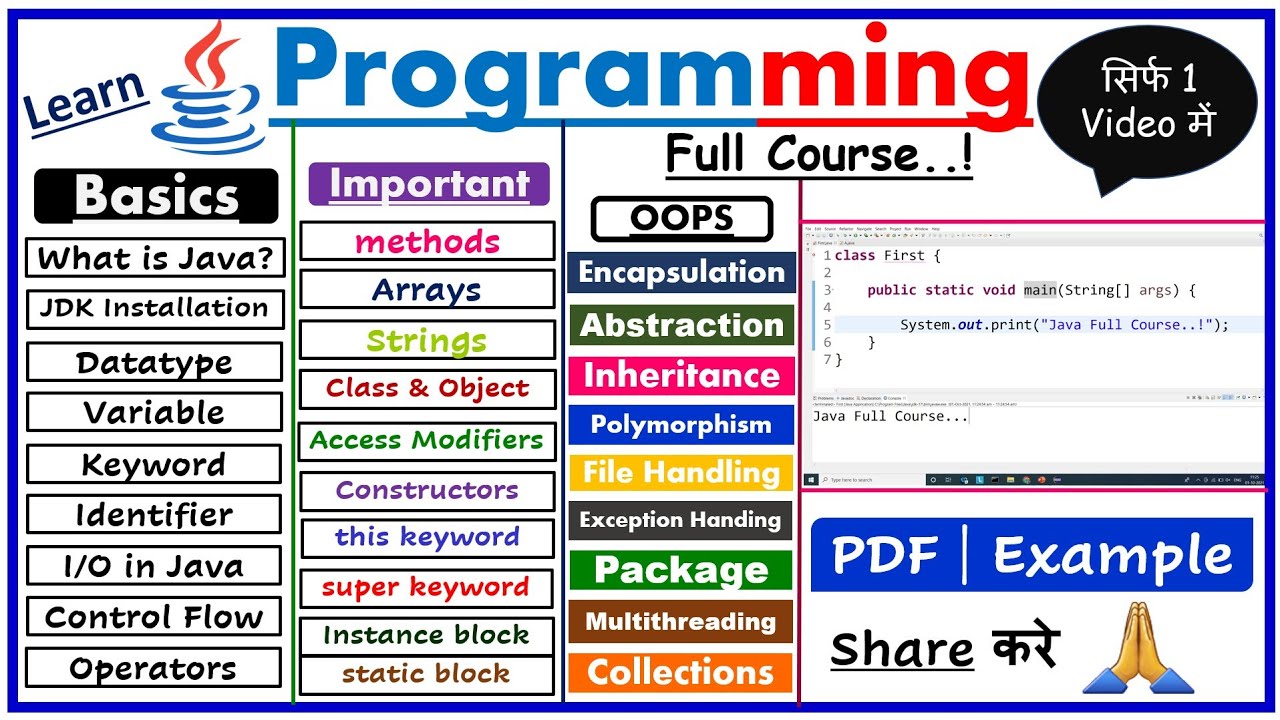 Learn
Programming
Full Course..!
सिर्फ 1
Video में
Basics
What is Java?
JDK Installation
Datatype
Variable
Keyword
Identifier
I/O in Java
Control Flow
Operators
Important
methods
Arrays
Strings
Class & Object
Access Modifiers
Constructors
this keyword
super keyword
Instance block
static block
OOPS
Encapsulation
Abstraction
Inheritance
Polymorphism
File Handling
Exception Handing
Package
Multithreading
Collections
1 class First {
2
3 public static void main(String[] args) {
4
5 System.out.print("Java Full Course..!");
6 }
7 }
Java Full Course...
Type here to search
PDF | Example
Share करे